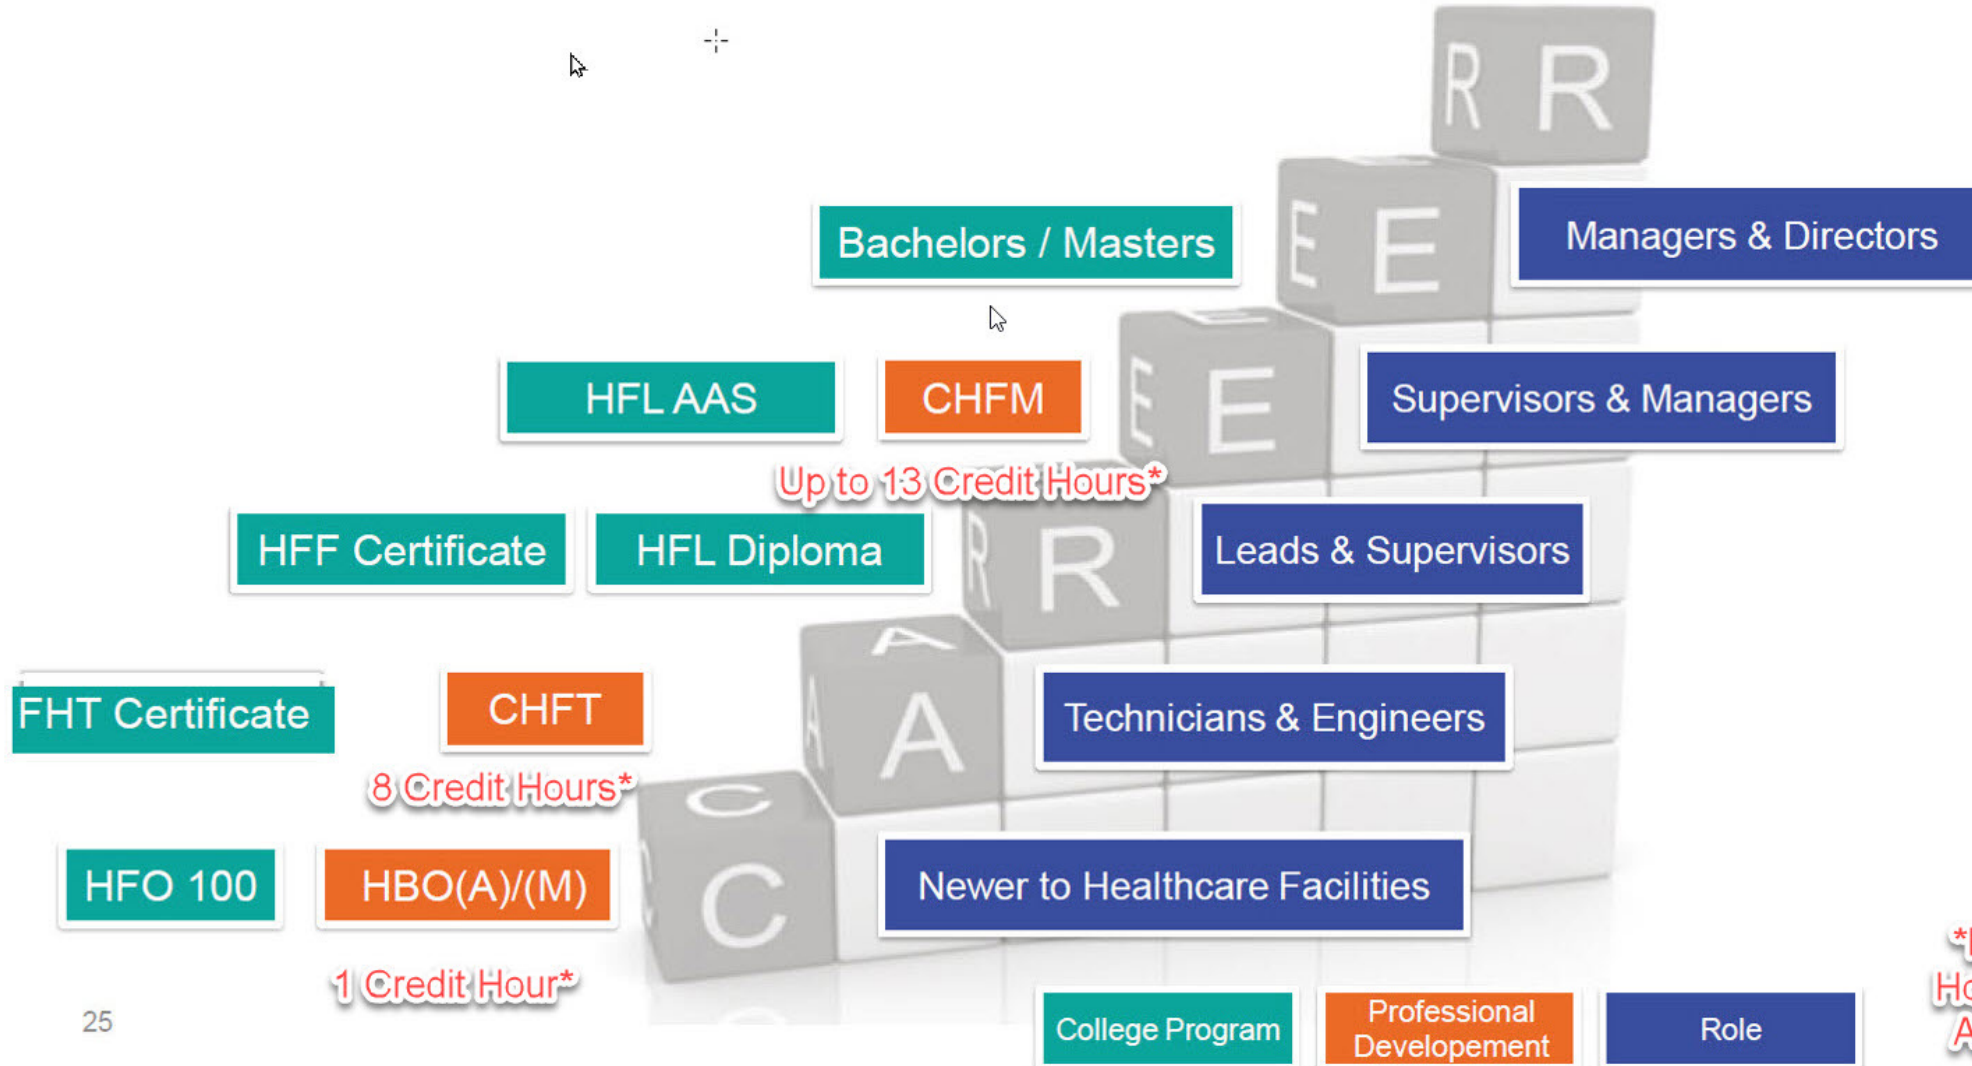 R R
E E
Bachelors / Masters
Managers & Directors
E E
HFL AAS
CHFM
Supervisors & Managers
Up to 13 Credit Hours*
R R
HFF Certificate
HFL Diploma
Leads & Supervisors
A
A A
FHT Certificate
CHFT
Technicians & Engineers
8 Credit Hours*
C
C C
HFO 100
HBO(A)/(M)
Newer to Healthcare Facilities
1 Credit Hour*
25
College Program
Professional
Developement
Role